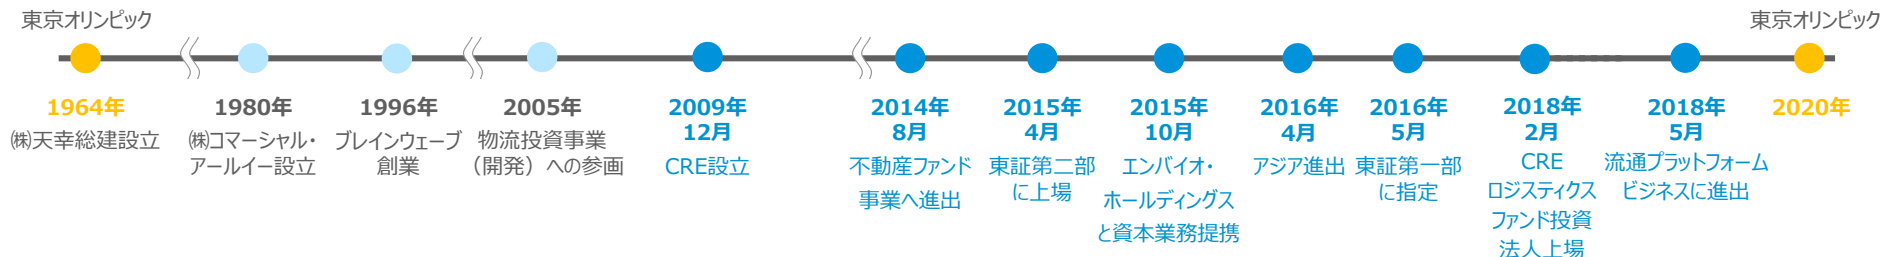 東京オリンピック
東京オリンピック
1964年
㈱天幸総建設立
1980年
㈱コマーシャル・
アールイー設立
1996年
ブレインウェーブ
創業
2005年
物流投資事業
（開発）への参画
2009年
12月
CRE設立
2014年
8月
不動産ファンド
事業へ進出
2015年
4月
東証第二部
に上場
2015年
10月
エンバイオ・
ホールディングス
と資本業務提携
2016年
4月
アジア進出
2016年
5月
東証第一部
に指定
2018年
2月
CRE
ロジスティクス
ファンド投資
法人上場
2018年
5月
流通プラットフォーム
ビジネスに進出
2020年